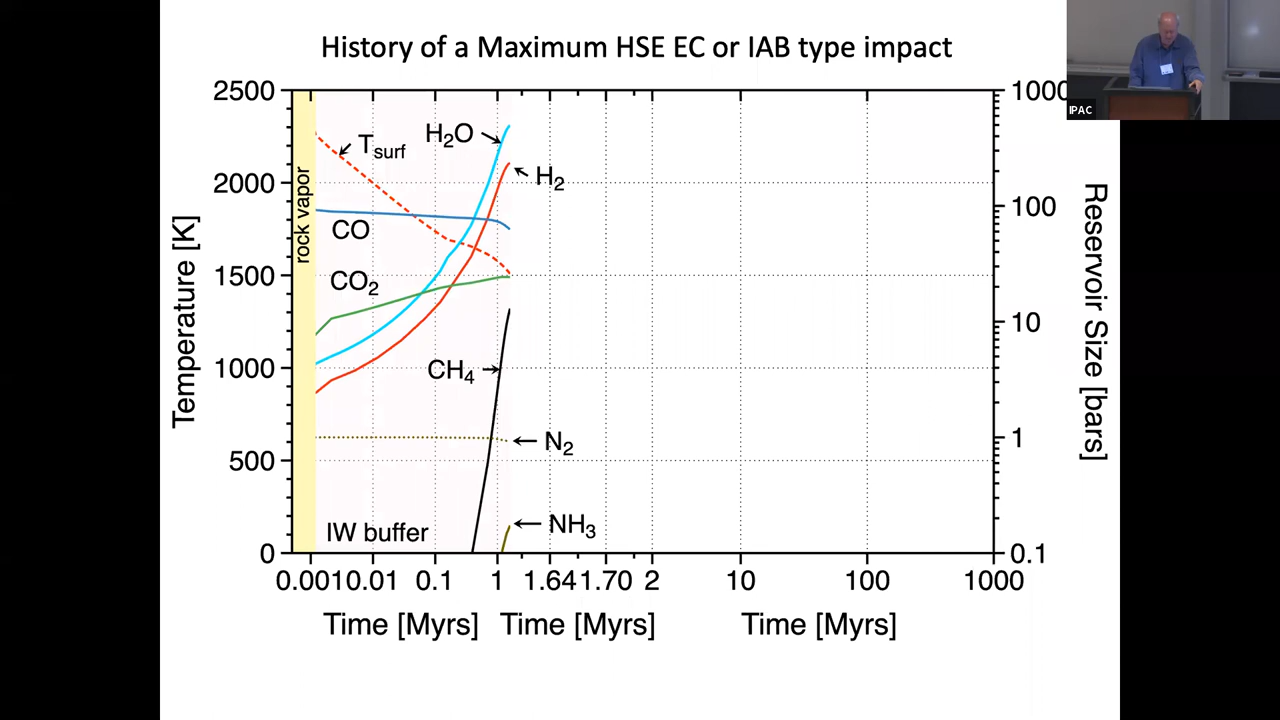 History of a Maximum HSE EC or IAB type impact
IPAC
2500
2000
1500
1000
500
0
Temperature [K]
rock vapor
T_surf
H₂O
H₂
CO
CO₂
CH₄
N₂
NH₃
IW buffer
1000
100
10
1
0.1
Reservoir Size [bars]
0.001 0.01 0.1 1 1.64 1.70 2 10 100 1000
Time [Myrs] Time [Myrs] Time [Myrs]